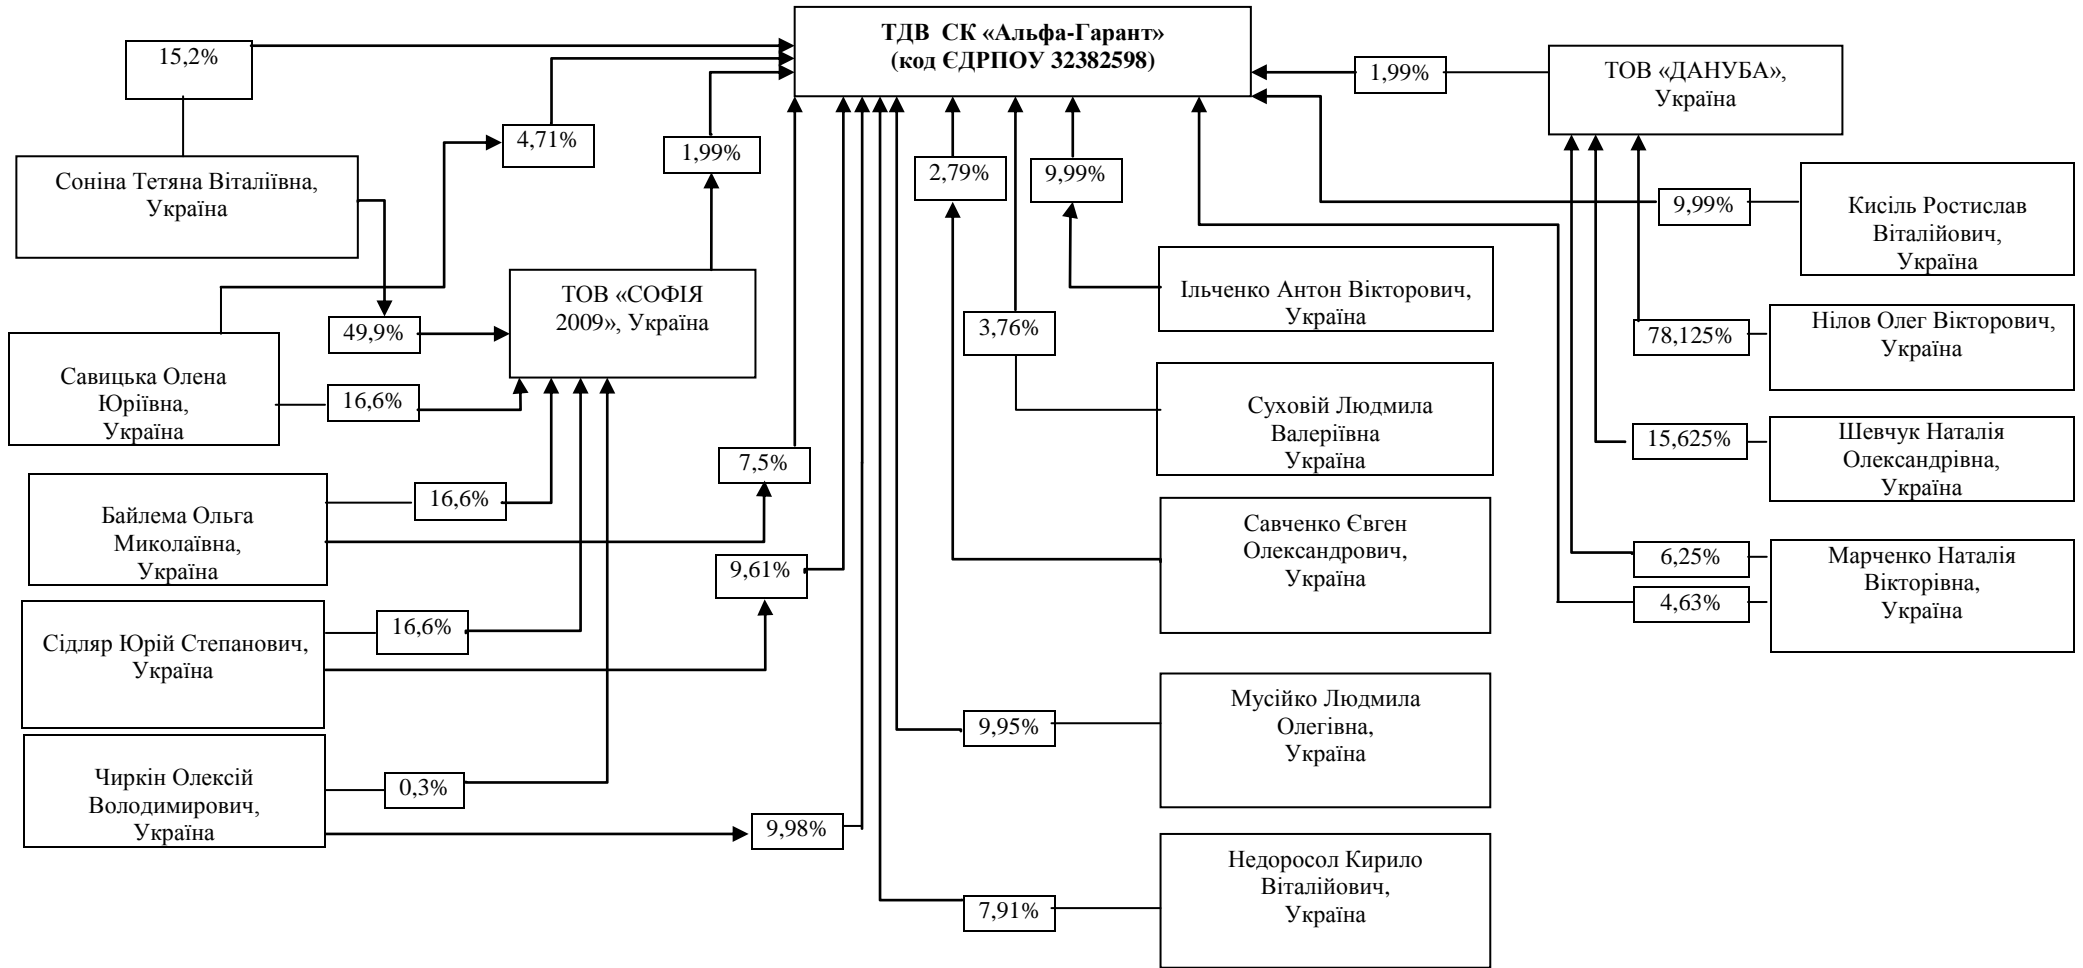 ТДВ СК «Альфа-Гарант»
(код ЄДРПОУ 32382598)
15,2%
4,71%
1,99%
1,99%
ТОВ «ДАНУБА»,
Україна
Соніна Тетяна Віталіївна,
Україна
2,79%
9,99%
9,99%
Кисіль Ростислав
Віталійович,
Україна
49,9%
ТОВ «СОФІЯ
2009», Україна
Ільченко Антон Вікторович,
Україна
3,76%
78,125%
Нілов Олег Вікторович,
Україна
Савицька Олена
Юріївна,
Україна
16,6%
Суховій Людмила
Валеріївна
Україна
15,625%
Шевчук Наталія
Олександрівна,
Україна
7,5%
16,6%
Байлема Ольга
Миколаївна,
Україна
Савченко Євген
Олександрович,
Україна
9,61%
6,25%
4,63%
Марченко Наталія
Вікторівна,
Україна
16,6%
Сідляр Юрій Степанович,
Україна
9,95%
Мусійко Людмила
Олегівна,
Україна
Чиркін Олексій
Володимирович,
Україна
0,3%
9,98%
7,91%
Недоросол Кирило
Віталійович,
Україна